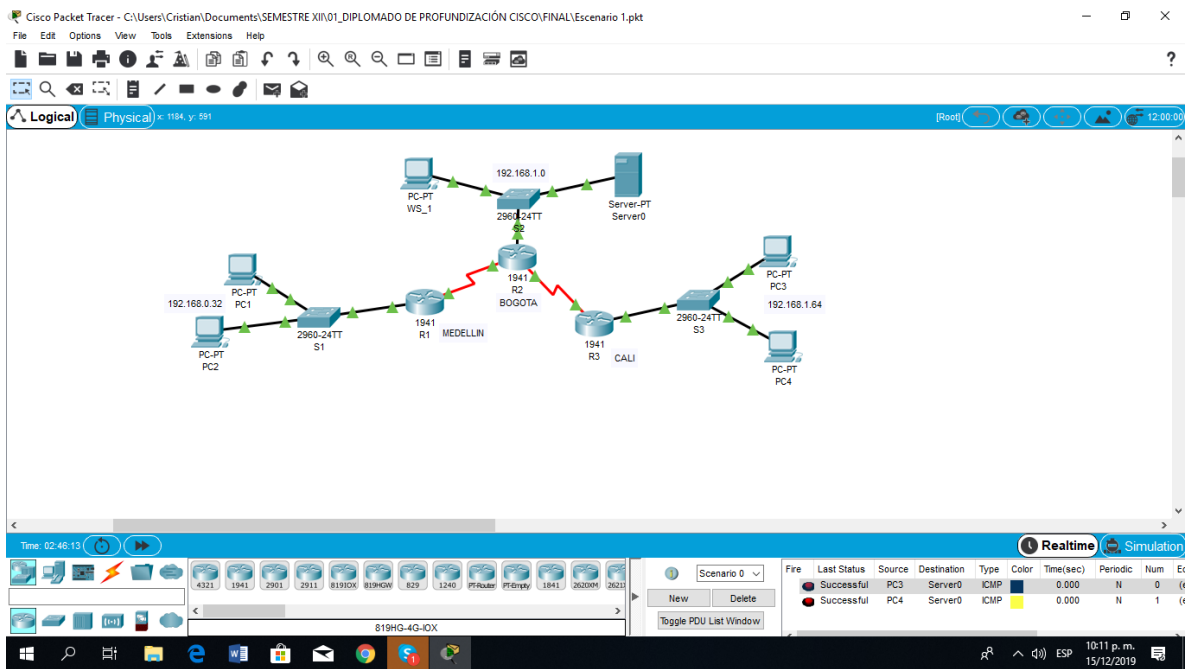 Cisco Packet Tracer - C:\Users\Cristian\Documents\SEMESTRE XII\01_DIPLOMADO DE PROFUNDIZACIÓN CISCO\FINAL\Escenario 1.pkt
File Edit Options View Tools Extensions Help
?
Logical Physical x: 1184, y: 591 [Root] 12:00:00
192.168.1.0
PC-PT
WS_1
Server-PT
Server0
2960-24TT
S2
1941
R2
BOGOTA
PC-PT
PC1
192.168.0.32
PC-PT
PC2
2960-24TT
S1
1941
R1
MEDELLIN
1941
R3
CALI
2960-24TT
S3
PC-PT
PC3
192.168.1.64
PC-PT
PC4
Time: 02:46:13
Realtime Simulation
4321 1941 2901 2911 819IOX 819HGW 829 1240 PT-Router PT-Empty 1841 2620XM 2621X
819HG-4G-IOX
Scenario 0
New Delete
Toggle PDU List Window
Fire Last Status Source Destination Type Color Time(sec) Periodic Num Ed
Successful PC3 Server0 ICMP 0.000 N 0 (e
Successful PC4 Server0 ICMP 0.000 N 1 (e
ESP
10:11 p. m.
15/12/2019